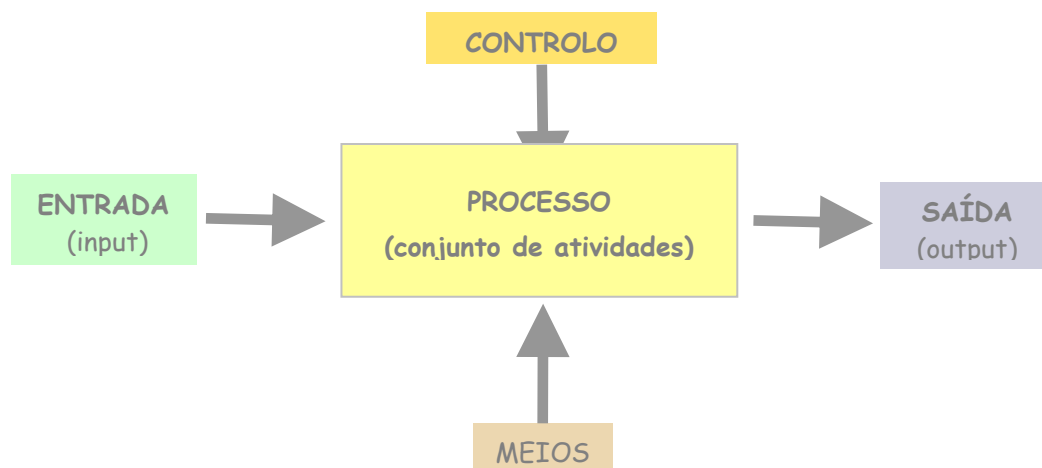 CONTROLO
ENTRADA
(input)
PROCESSO
(conjunto de atividades)
SAÍDA
(output)
MEIOS